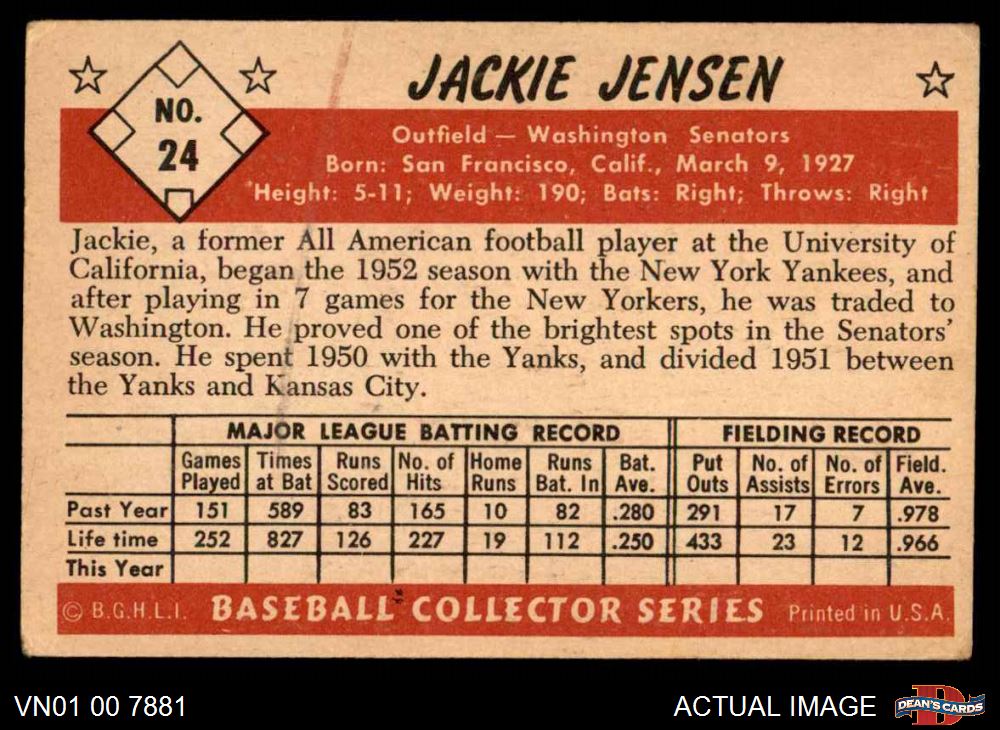 JACKIE JENSEN
NO.
24
Outfield — Washington Senators
Born: San Francisco, Calif., March 9, 1927
Height: 5-11; Weight: 190; Bats: Right; Throws: Right
Jackie, a former All American football player at the University of
California, began the 1952 season with the New York Yankees, and
after playing in 7 games for the New Yorkers, he was traded to
Washington. He proved one of the brightest spots in the Senators'
season. He spent 1950 with the Yanks, and divided 1951 between
the Yanks and Kansas City.
MAJOR LEAGUE BATTING RECORD FIELDING RECORD
Games Times Runs No. of Home Runs Bat. Put No. of No. of Field.
Played at Bat Scored Hits Runs Bat. In Ave. Outs Assists Errors Ave.
Past Year 151 589 83 165 10 82 .280 291 17 7 .978
Life time 252 827 126 227 19 112 .250 433 23 12 .966
This Year
© B.G.H.L.I. BASEBALL COLLECTOR SERIES Printed in U.S.A.
VN01 00 7881 ACTUAL IMAGE DEAN'S CARDS